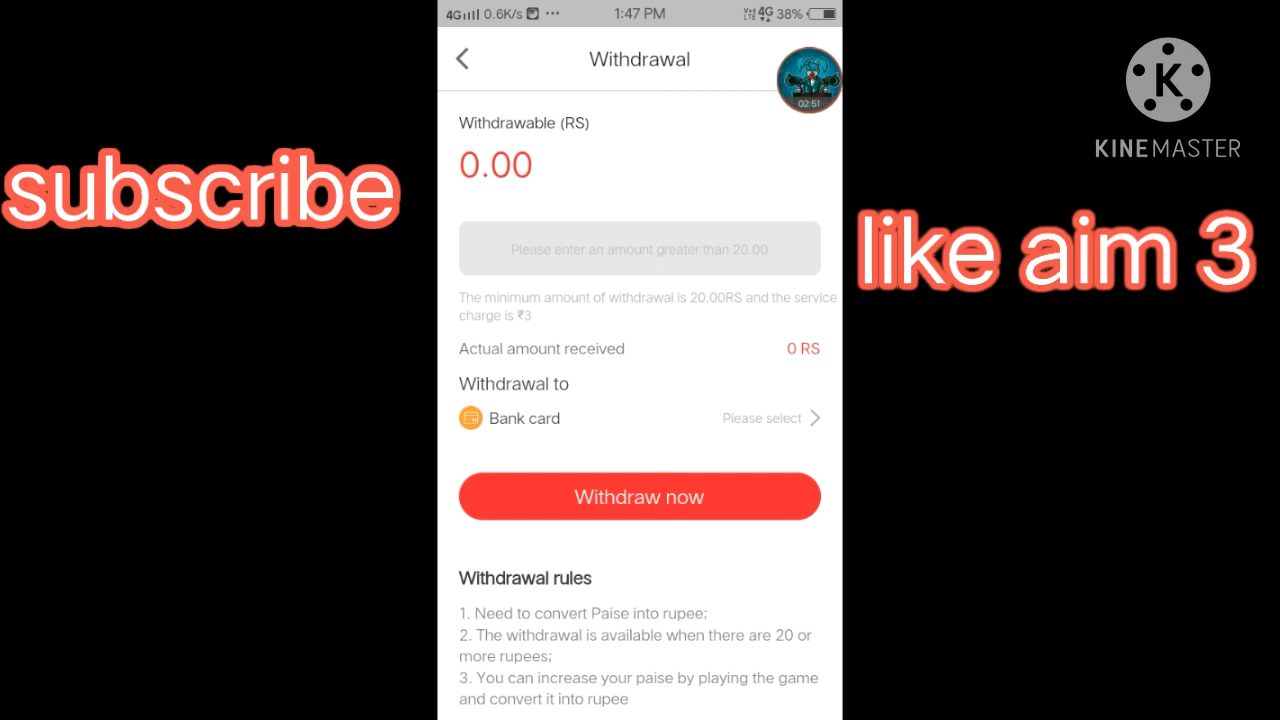 4G 0.6K/s ... 1:47 PM VoLTE 4G 38%
Withdrawal
02:51
K
KINEMASTER
Withdrawable (RS)
0.00
subscribe
like aim 3
Please enter an amount greater than 20.00
The minimum amount of withdrawal is 20.00RS and the service
charge is ₹3
Actual amount received 0 RS
Withdrawal to
Bank card Please select
Withdraw now
Withdrawal rules
1. Need to convert Paise into rupee;
2. The withdrawal is available when there are 20 or
more rupees;
3. You can increase your paise by playing the game
and convert it into rupee